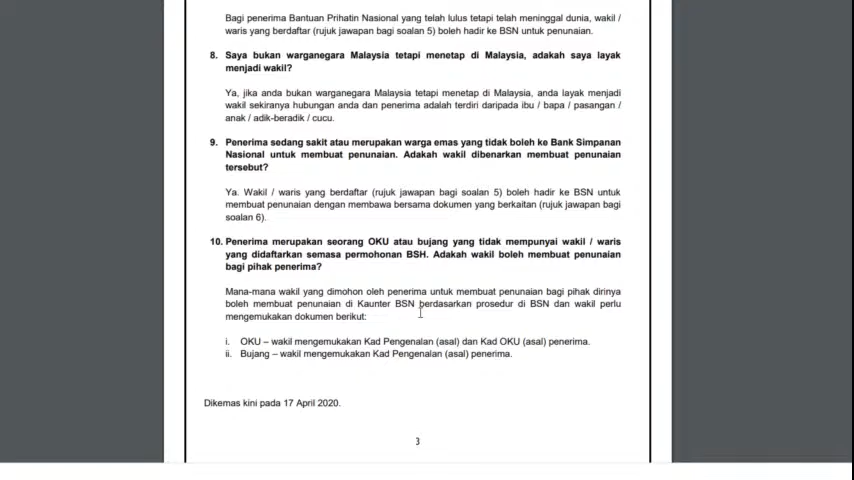 Bagi penerima Bantuan Prihatin Nasional yang telah lulus tetapi telah meninggal dunia, wakil /
waris yang berdaftar (rujuk jawapan bagi soalan 5) boleh hadir ke BSN untuk penunaian.
8. Saya bukan warganegara Malaysia tetapi menetap di Malaysia, adakah saya layak
menjadi wakil?
Ya, jika anda bukan warganegara Malaysia tetapi menetap di Malaysia, anda layak menjadi
wakil sekiranya hubungan anda dan penerima adalah terdiri daripada ibu / bapa / pasangan /
anak / adik-beradik / cucu.
9. Penerima sedang sakit atau merupakan warga emas yang tidak boleh ke Bank Simpanan
Nasional untuk membuat penunaian. Adakah wakil dibenarkan membuat penunaian
tersebut?
Ya. Wakil / waris yang berdaftar (rujuk jawapan bagi soalan 5) boleh hadir ke BSN untuk
membuat penunaian dengan membawa bersama dokumen yang berkaitan (rujuk jawapan bagi
soalan 6).
10. Penerima merupakan seorang OKU atau bujang yang tidak mempunyai wakil / waris
yang didaftarkan semasa permohonan BSH. Adakah wakil boleh membuat penunaian
bagi pihak penerima?
Mana-mana wakil yang dimohon oleh penerima untuk membuat penunaian bagi pihak dirinya
boleh membuat penunaian di Kaunter BSN berdasarkan prosedur di BSN dan wakil perlu
mengemukakan dokumen berikut:
i. OKU – wakil mengemukakan Kad Pengenalan (asal) dan Kad OKU (asal) penerima.
ii. Bujang – wakil mengemukakan Kad Pengenalan (asal) penerima.
Dikemas kini pada 17 April 2020.
3